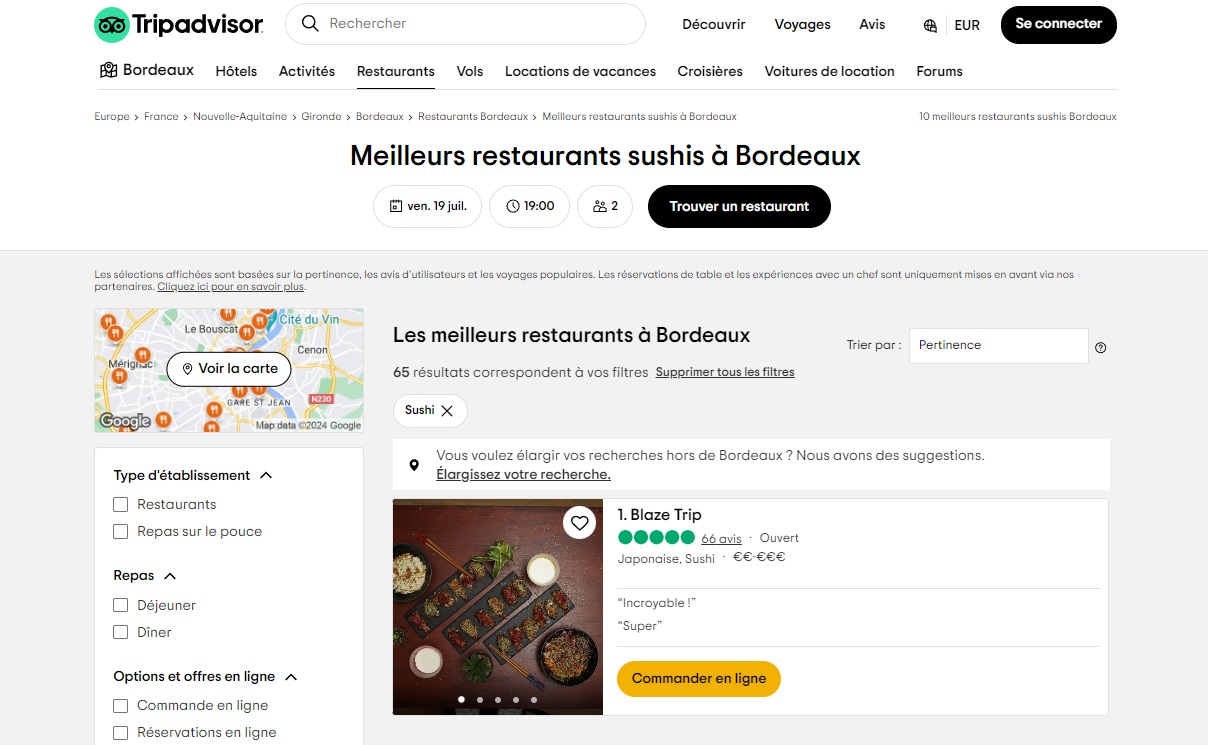 Tripadvisor
Rechercher
Découvrir
Voyages
Avis
EUR
Se connecter
Bordeaux
Hôtels
Activités
Restaurants
Vols
Locations de vacances
Croisières
Voitures de location
Forums
Europe › France › Nouvelle-Aquitaine › Gironde › Bordeaux › Restaurants Bordeaux › Meilleurs restaurants sushis à Bordeaux
10 meilleurs restaurants sushis Bordeaux
Meilleurs restaurants sushis à Bordeaux
ven. 19 juil.
19:00
2
Trouver un restaurant
Les sélections affichées sont basées sur la pertinence, les avis d'utilisateurs et les voyages populaires. Les réservations de table et les expériences avec un chef sont uniquement mises en avant via nos
partenaires. Cliquez ici pour en savoir plus.
Cité du Vin
Le Bouscat
Cenon
Mérignac
Voir la carte
GARE ST JEAN
N230
Google
Map data ©2024 Google
Type d'établissement
Restaurants
Repas sur le pouce
Repas
Déjeuner
Dîner
Options et offres en ligne
Commande en ligne
Réservations en ligne
Les meilleurs restaurants à Bordeaux
Trier par :
Pertinence
65 résultats correspondent à vos filtres
Supprimer tous les filtres
Sushi
Vous voulez élargir vos recherches hors de Bordeaux ? Nous avons des suggestions.
Élargissez votre recherche.
1. Blaze Trip
66 avis · Ouvert
Japonaise, Sushi · €€-€€€
“Incroyable !”
“Super”
Commander en ligne